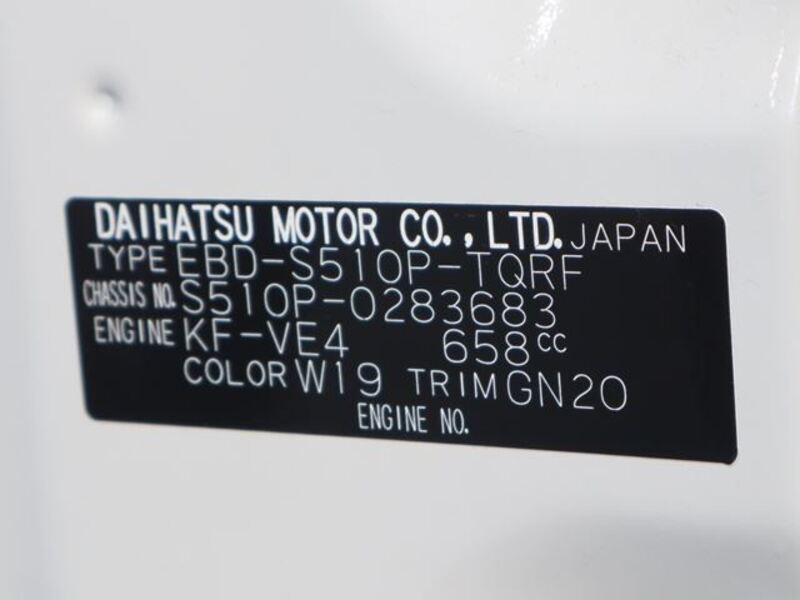 DAIHATSU MOTOR CO., LTD. JAPAN
TYPE EBD-S510P-TQRF
CHASSIS NO. S510P-0283683
ENGINE KF-VE4 658cc
COLOR W19 TRIM GN20
ENGINE NO.